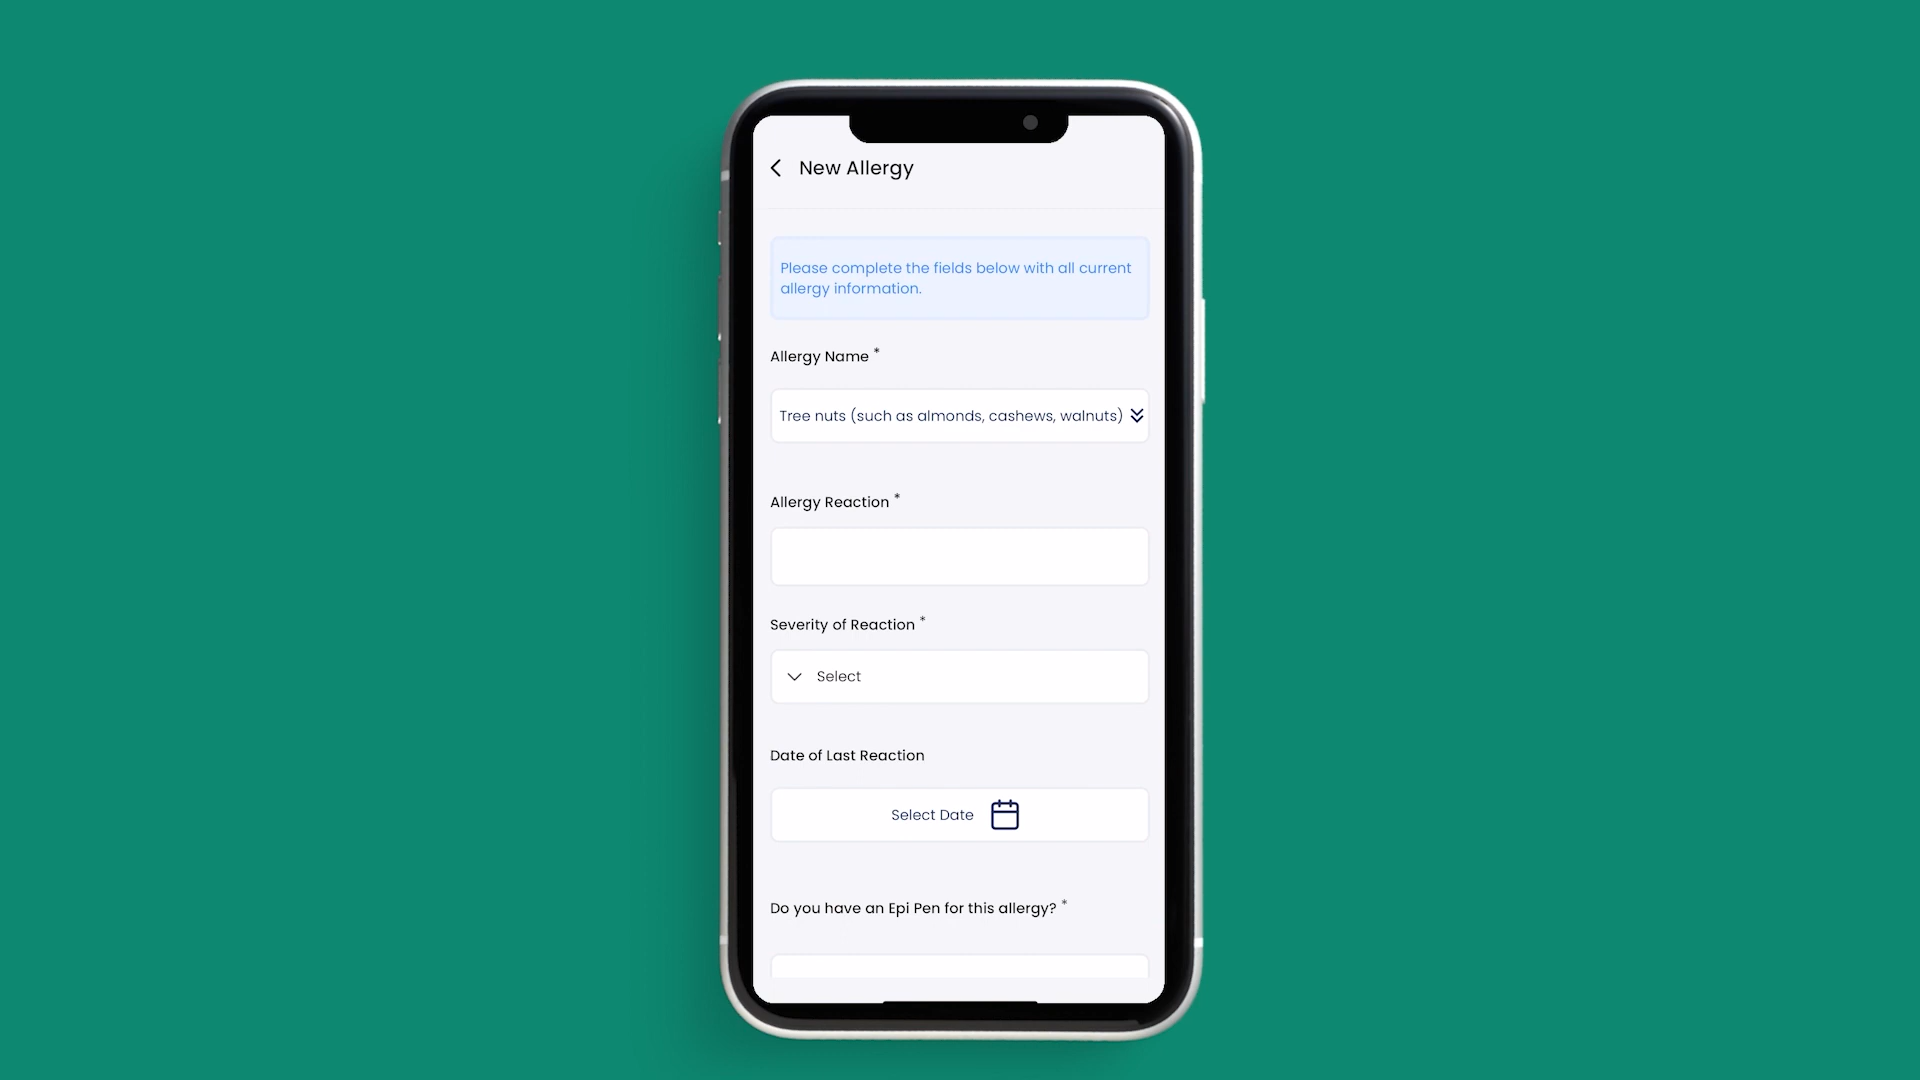 New Allergy
Please complete the fields below with all current
allergy information.
Allergy Name *
Tree nuts (such as almonds, cashews, walnuts)
Allergy Reaction *
Severity of Reaction *
Select
Date of Last Reaction
Select Date
Do you have an Epi Pen for this allergy? *